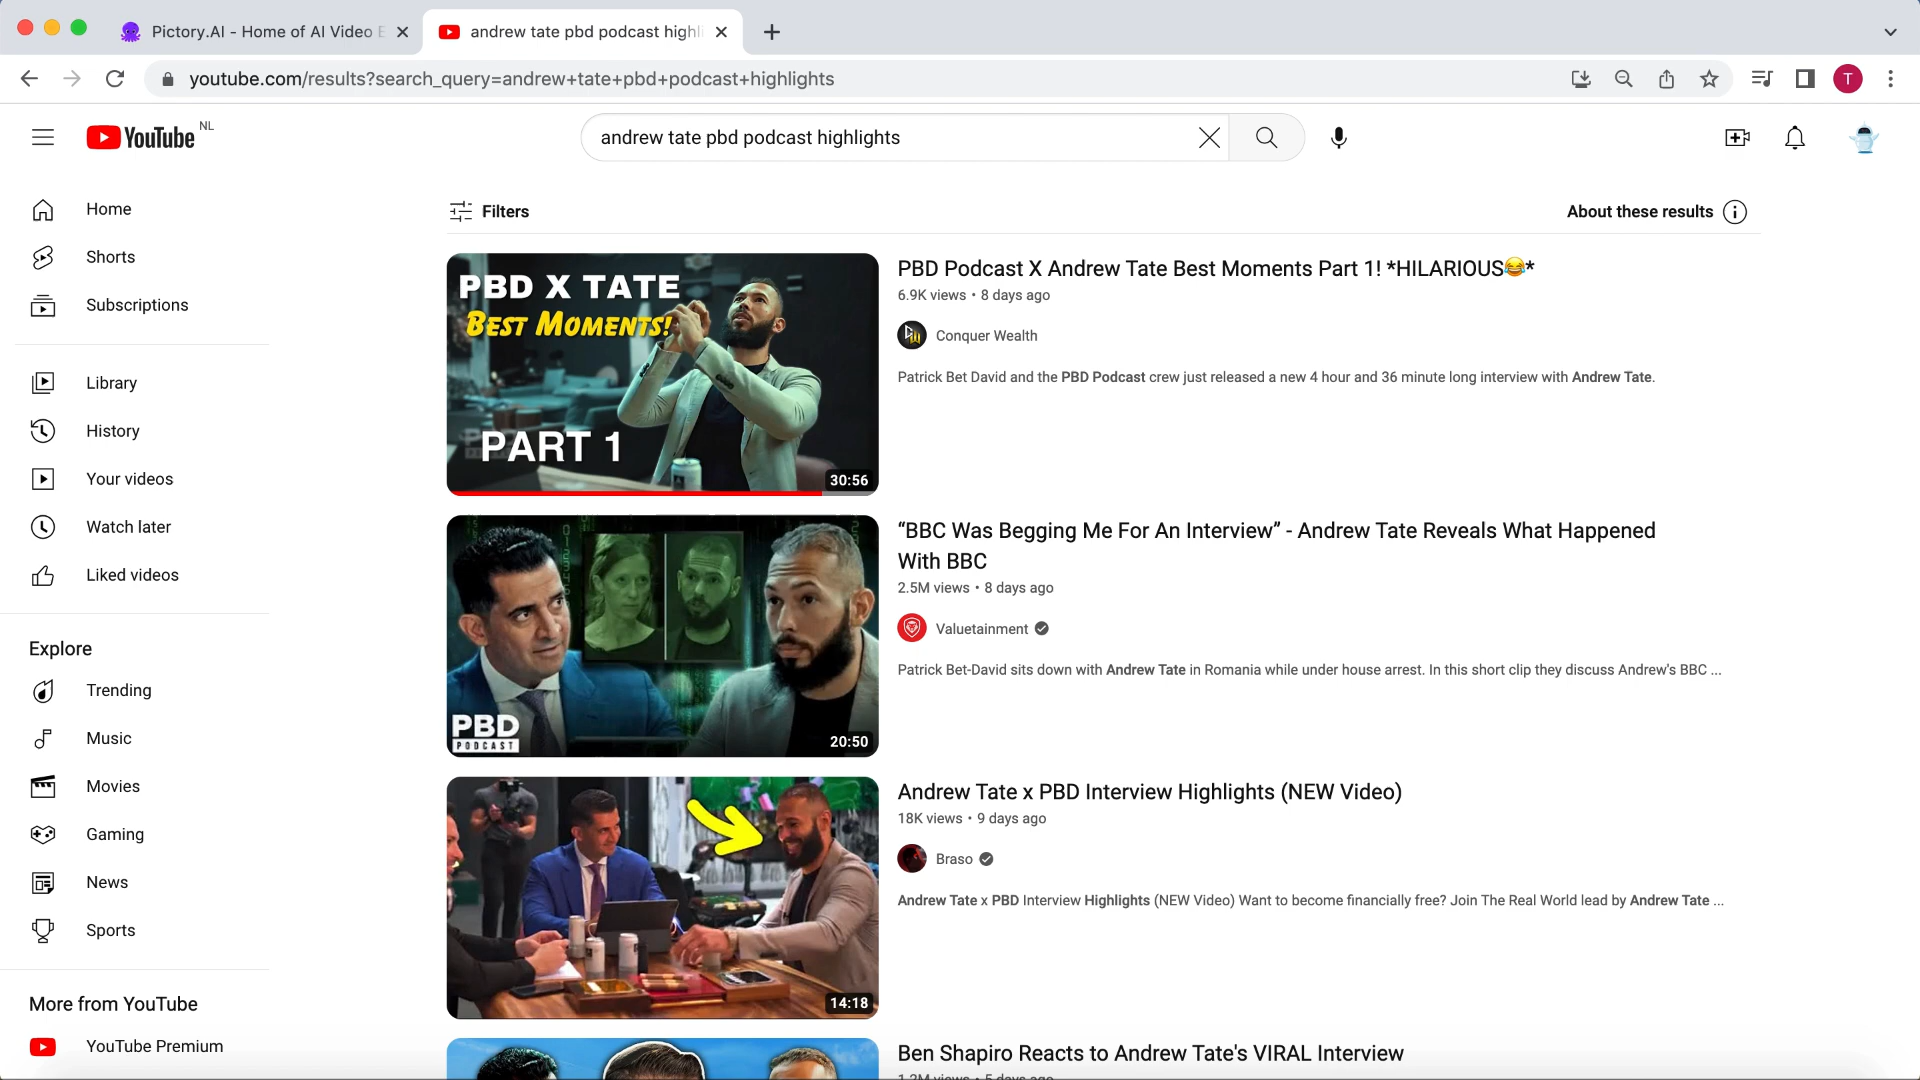 Pictory.AI - Home of AI Video E
andrew tate pbd podcast highli
youtube.com/results?search_query=andrew+tate+pbd+podcast+highlights
T
YouTube NL
andrew tate pbd podcast highlights
Home
Shorts
Subscriptions
Library
History
Your videos
Watch later
Liked videos
Explore
Trending
Music
Movies
Gaming
News
Sports
More from YouTube
YouTube Premium
Filters
About these results
PBD X TATE
BEST MOMENTS!
PART 1
30:56
PBD Podcast X Andrew Tate Best Moments Part 1! *HILARIOUS😂*
6.9K views • 8 days ago
Conquer Wealth
Patrick Bet David and the PBD Podcast crew just released a new 4 hour and 36 minute long interview with Andrew Tate.
PBD
PODCAST
20:50
“BBC Was Begging Me For An Interview” - Andrew Tate Reveals What Happened
With BBC
2.5M views • 8 days ago
Valuetainment
Patrick Bet-David sits down with Andrew Tate in Romania while under house arrest. In this short clip they discuss Andrew's BBC ...
14:18
Andrew Tate x PBD Interview Highlights (NEW Video)
18K views • 9 days ago
Braso
Andrew Tate x PBD Interview Highlights (NEW Video) Want to become financially free? Join The Real World lead by Andrew Tate ...
Ben Shapiro Reacts to Andrew Tate's VIRAL Interview
1.2M views • 5 days ago